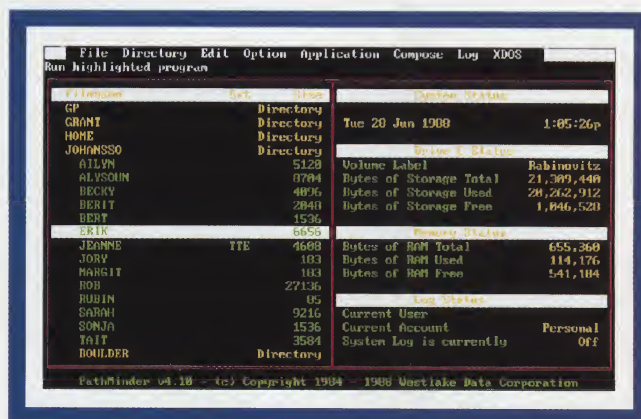 File Directory Edit Option Application Compose Log XDOS
Run highlighted program
Filename Ext Size
GP Directory
GRANT Directory
HOME Directory
JOHANSSO Directory
AILYN 5120
ALYSOUN 8704
BECKY 4096
BERIT 2048
BERT 1536
ERIK 6656
JEANNE TTE 4608
JORY 183
MARGIT 183
ROB 27136
RUBIN 85
SARAH 9216
SONJA 1536
TAIT 3584
BOULDER Directory
System Status
Tue 28 Jun 1988 1:05:26p
Drive C Status
Volume Label Rabinovitz
Bytes of Storage Total 21,309,440
Bytes of Storage Used 20,262,912
Bytes of Storage Free 1,046,528
Memory Status
Bytes of RAM Total 655,360
Bytes of RAM Used 114,176
Bytes of RAM Free 541,184
Log Status
Current User
Current Account Personal
System Log is currently Off
PathMinder v4.10 - (c) Copyright 1984 - 1988 Westlake Data Corporation